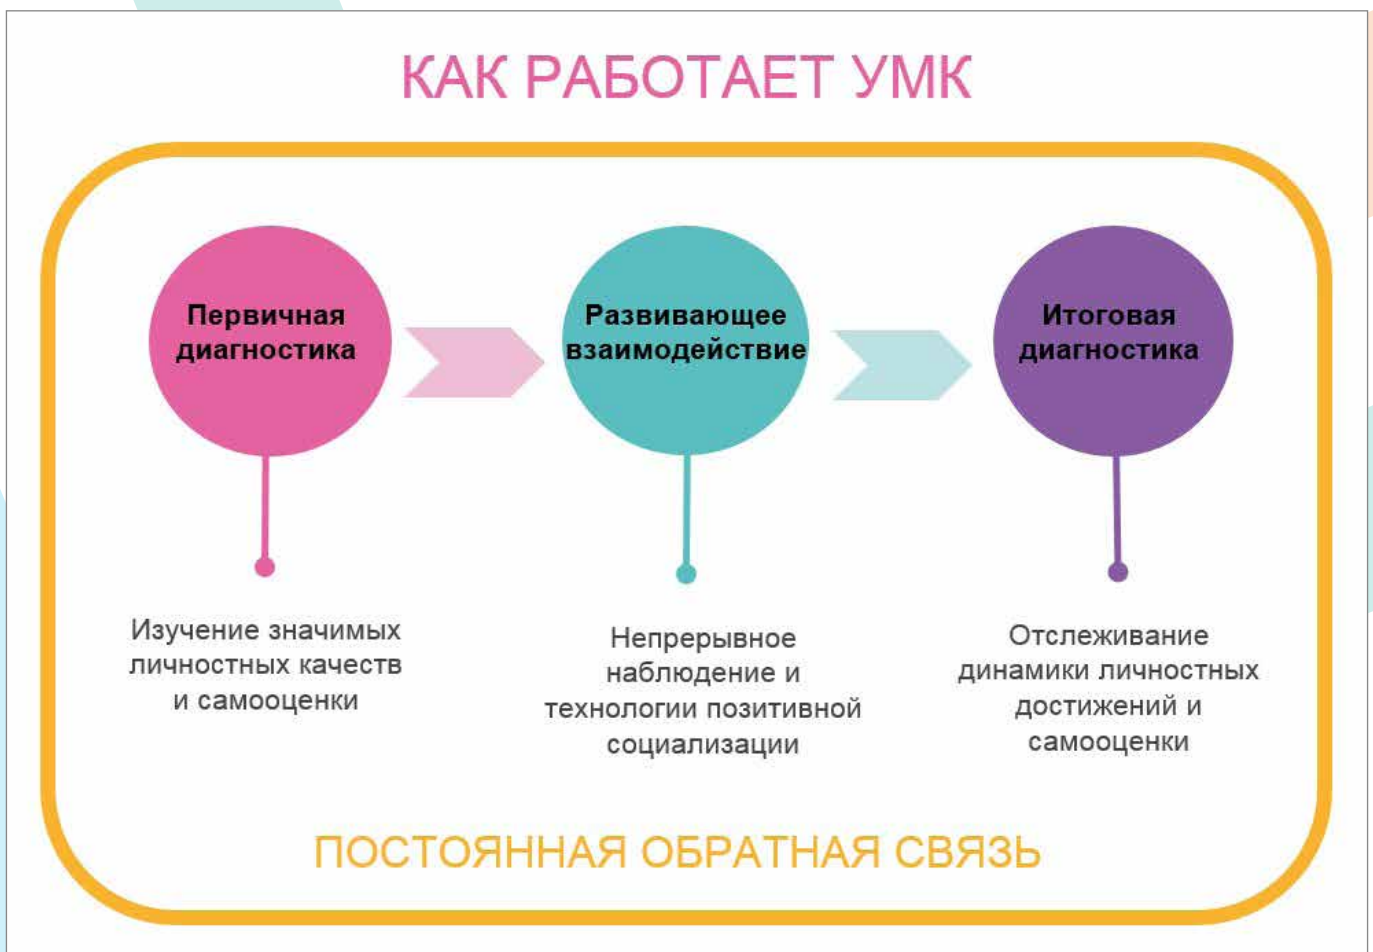 КАК РАБОТАЕТ УМК
Первичная
диагностика
Развивающее
взаимодействие
Итоговая
диагностика
Изучение значимых
личностных качеств
и самооценки
Непрерывное
наблюдение и
технологии позитивной
социализации
Отслеживание
динамики личностных
достижений и
самооценки
ПОСТОЯННАЯ ОБРАТНАЯ СВЯЗЬ